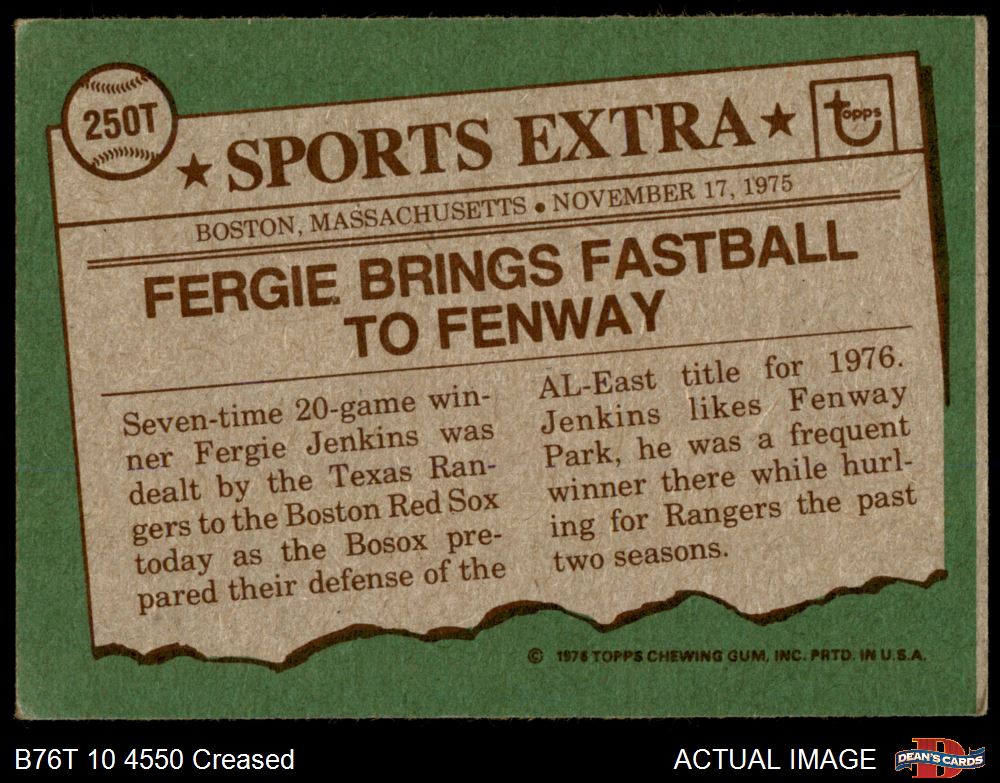 250T
★ SPORTS EXTRA ★
Topps
BOSTON, MASSACHUSETTS • NOVEMBER 17, 1975
FERGIE BRINGS FASTBALL
TO FENWAY
Seven-time 20-game win-
ner Fergie Jenkins was
dealt by the Texas Ran-
gers to the Boston Red Sox
today as the Bosox pre-
pared their defense of the
AL-East title for 1976.
Jenkins likes Fenway
Park, he was a frequent
winner there while hurl-
ing for Rangers the past
two seasons.
© 1976 TOPPS CHEWING GUM, INC. PRTD. IN U.S.A.
B76T 10 4550 Creased
ACTUAL IMAGE
D
DEAN'S CARDS